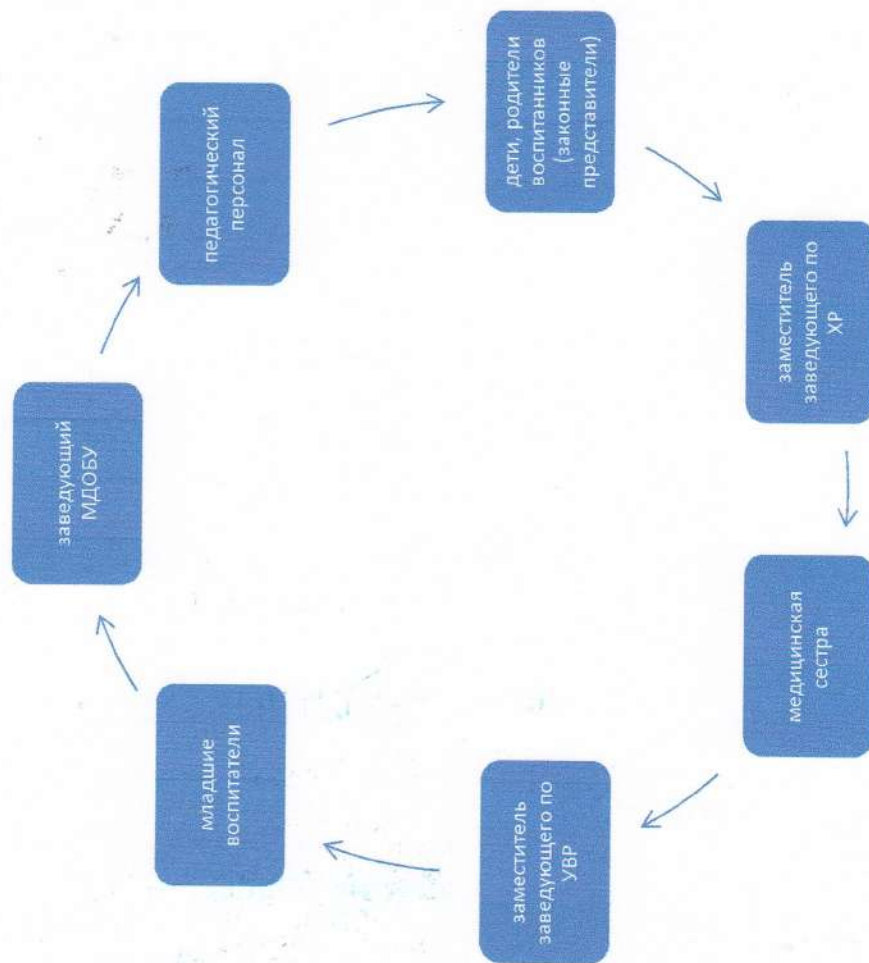 заведующий
МДОБУ
педагогический
персонал
дети, родители
воспитанников
(законные
представители)
заместитель
заведующего по
ХР
медицинская
сестра
заместитель
заведующего по
УВР
младшие
воспитатели